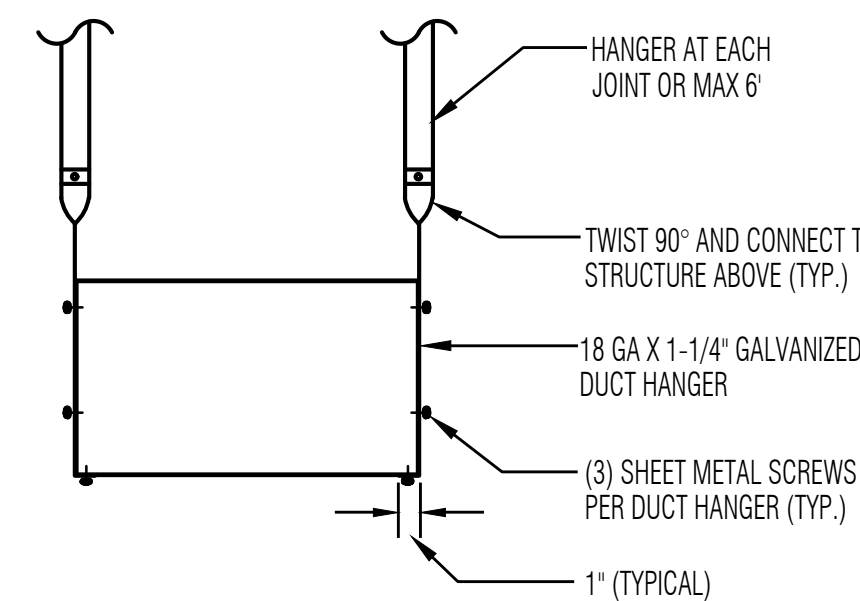 HANGER AT EACH
JOINT OR MAX 6'
TWIST 90° AND CONNECT T
STRUCTURE ABOVE (TYP.)
18 GA X 1-1/4" GALVANIZED
DUCT HANGER
(3) SHEET METAL SCREWS
PER DUCT HANGER (TYP.)
1" (TYPICAL)